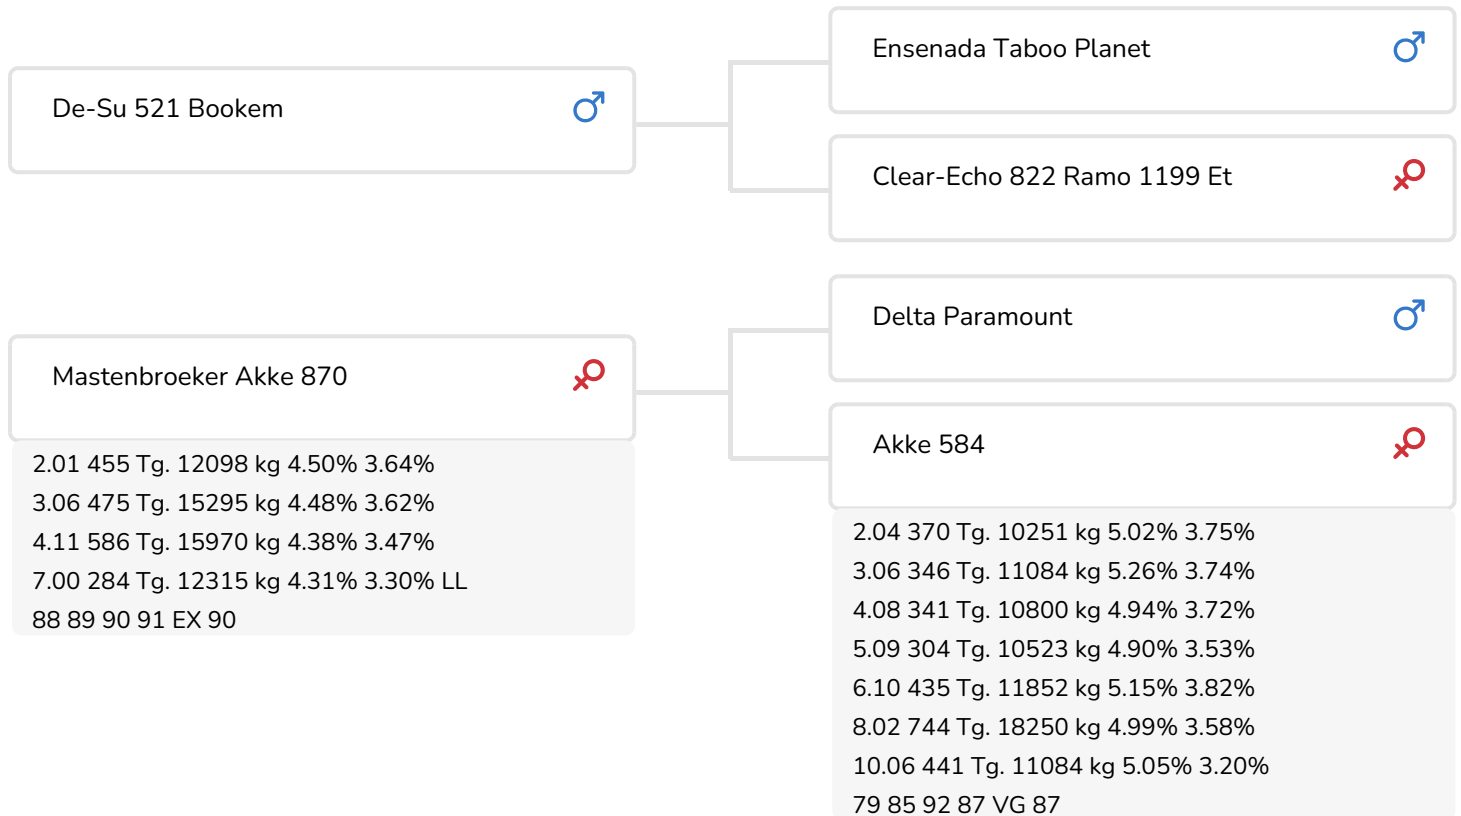 De-Su 521 Bookem
Ensenada Taboo Planet
Clear-Echo 822 Ramo 1199 Et
Mastenbroeker Akke 870
2.01 455 Tg. 12098 kg 4.50% 3.64%
3.06 475 Tg. 15295 kg 4.48% 3.62%
4.11 586 Tg. 15970 kg 4.38% 3.47%
7.00 284 Tg. 12315 kg 4.31% 3.30% LL
88 89 90 91 EX 90
Delta Paramount
Akke 584
2.04 370 Tg. 10251 kg 5.02% 3.75%
3.06 346 Tg. 11084 kg 5.26% 3.74%
4.08 341 Tg. 10800 kg 4.94% 3.72%
5.09 304 Tg. 10523 kg 4.90% 3.53%
6.10 435 Tg. 11852 kg 5.15% 3.82%
8.02 744 Tg. 18250 kg 4.99% 3.58%
10.06 441 Tg. 11084 kg 5.05% 3.20%
79 85 92 87 VG 87